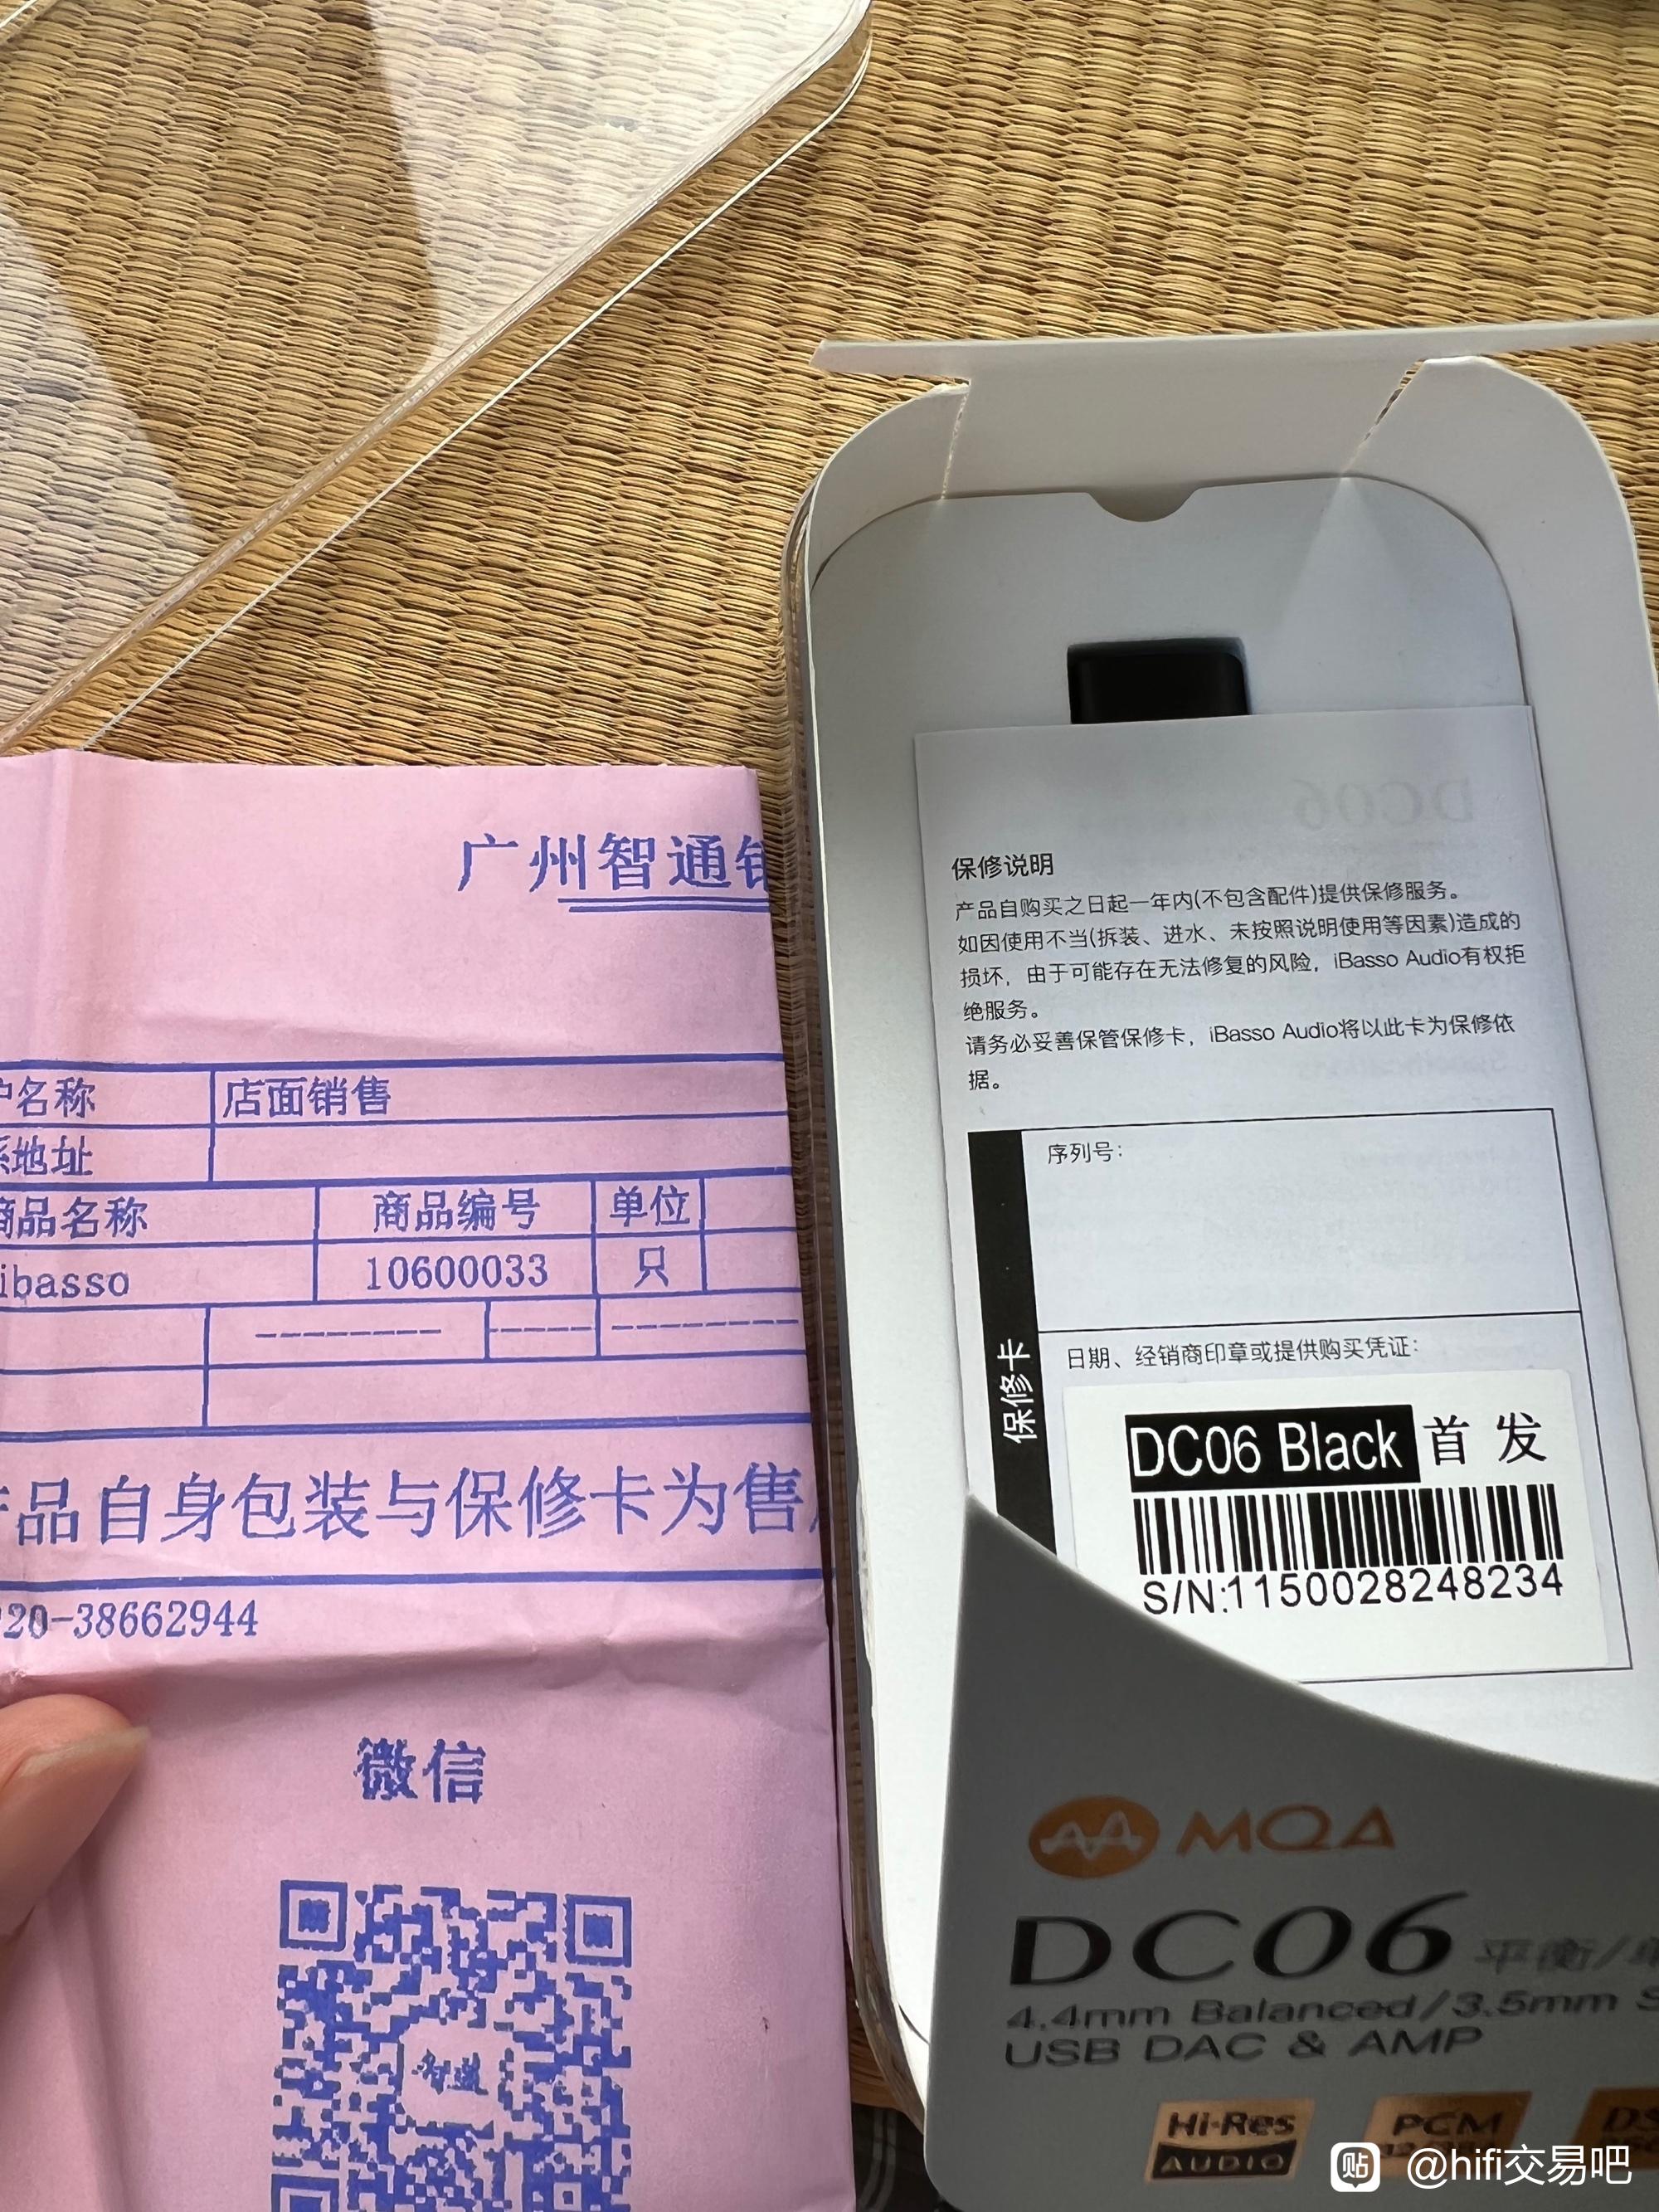 广州智通
户名称
店面销售
系地址
商品名称
商品编号
单位
ibasso
10600033
只
产品自身包装与保修卡为售
020-38662944
微信
智通
DC06
保修说明
产品自购买之日起一年内(不包含配件)提供保修服务。
如因使用不当(拆装、进水、未按照说明使用等因素)造成的
损坏，由于可能存在无法修复的风险，iBasso Audio有权拒
绝服务。
请务必妥善保管保修卡，iBasso Audio将以此卡为保修依
据。
保修卡
序列号：
日期、经销商印章或提供购买凭证：
DC06 Black 首发
S/N:1150028248234
MQA
DC06 平衡/单
4.4mm Balanced/3.5mm S
USB DAC & AMP
Hi-Res
AUDIO
PCM
DS
贴 @hifi交易吧